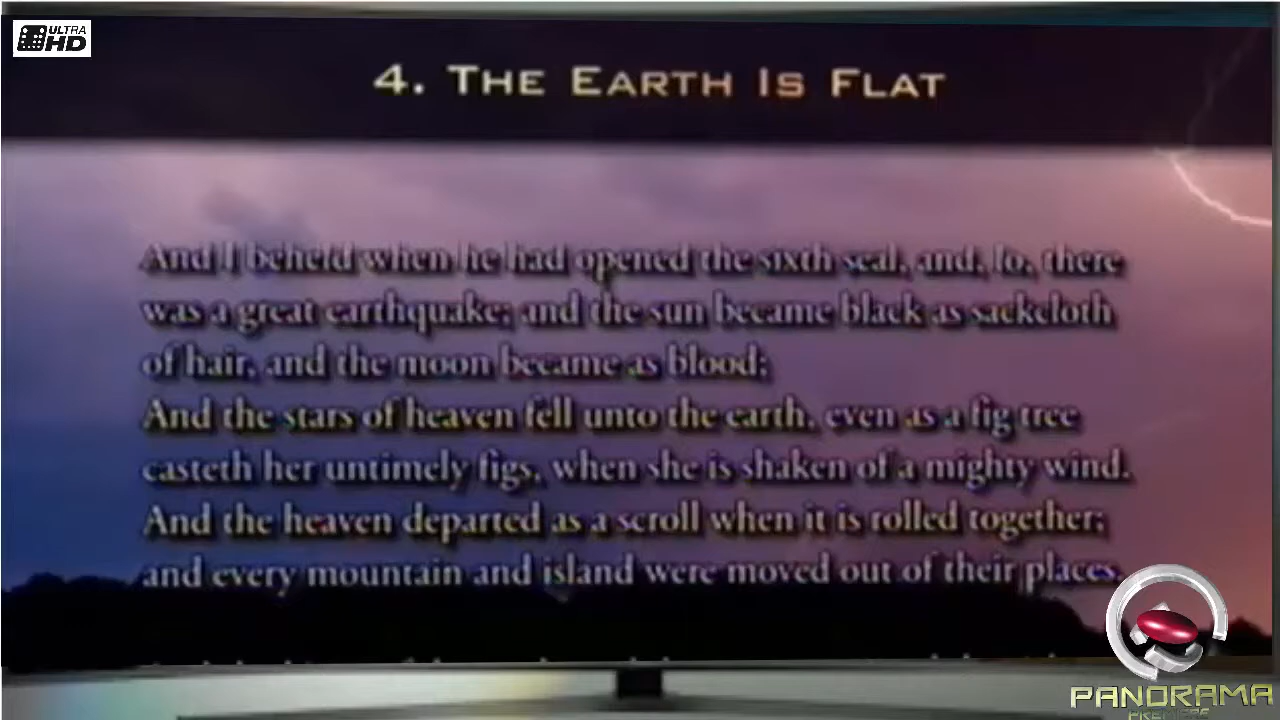 ULTRA
HD
4. THE EARTH IS FLAT
And I beheld when he had opened the sixth seal, and, lo, there
was a great earthquake; and the sun became black as sackcloth
of hair, and the moon became as blood;
And the stars of heaven fell unto the earth, even as a fig tree
casteth her untimely figs, when she is shaken of a mighty wind.
And the heaven departed as a scroll when it is rolled together;
and every mountain and island were moved out of their places.
PANORAMA